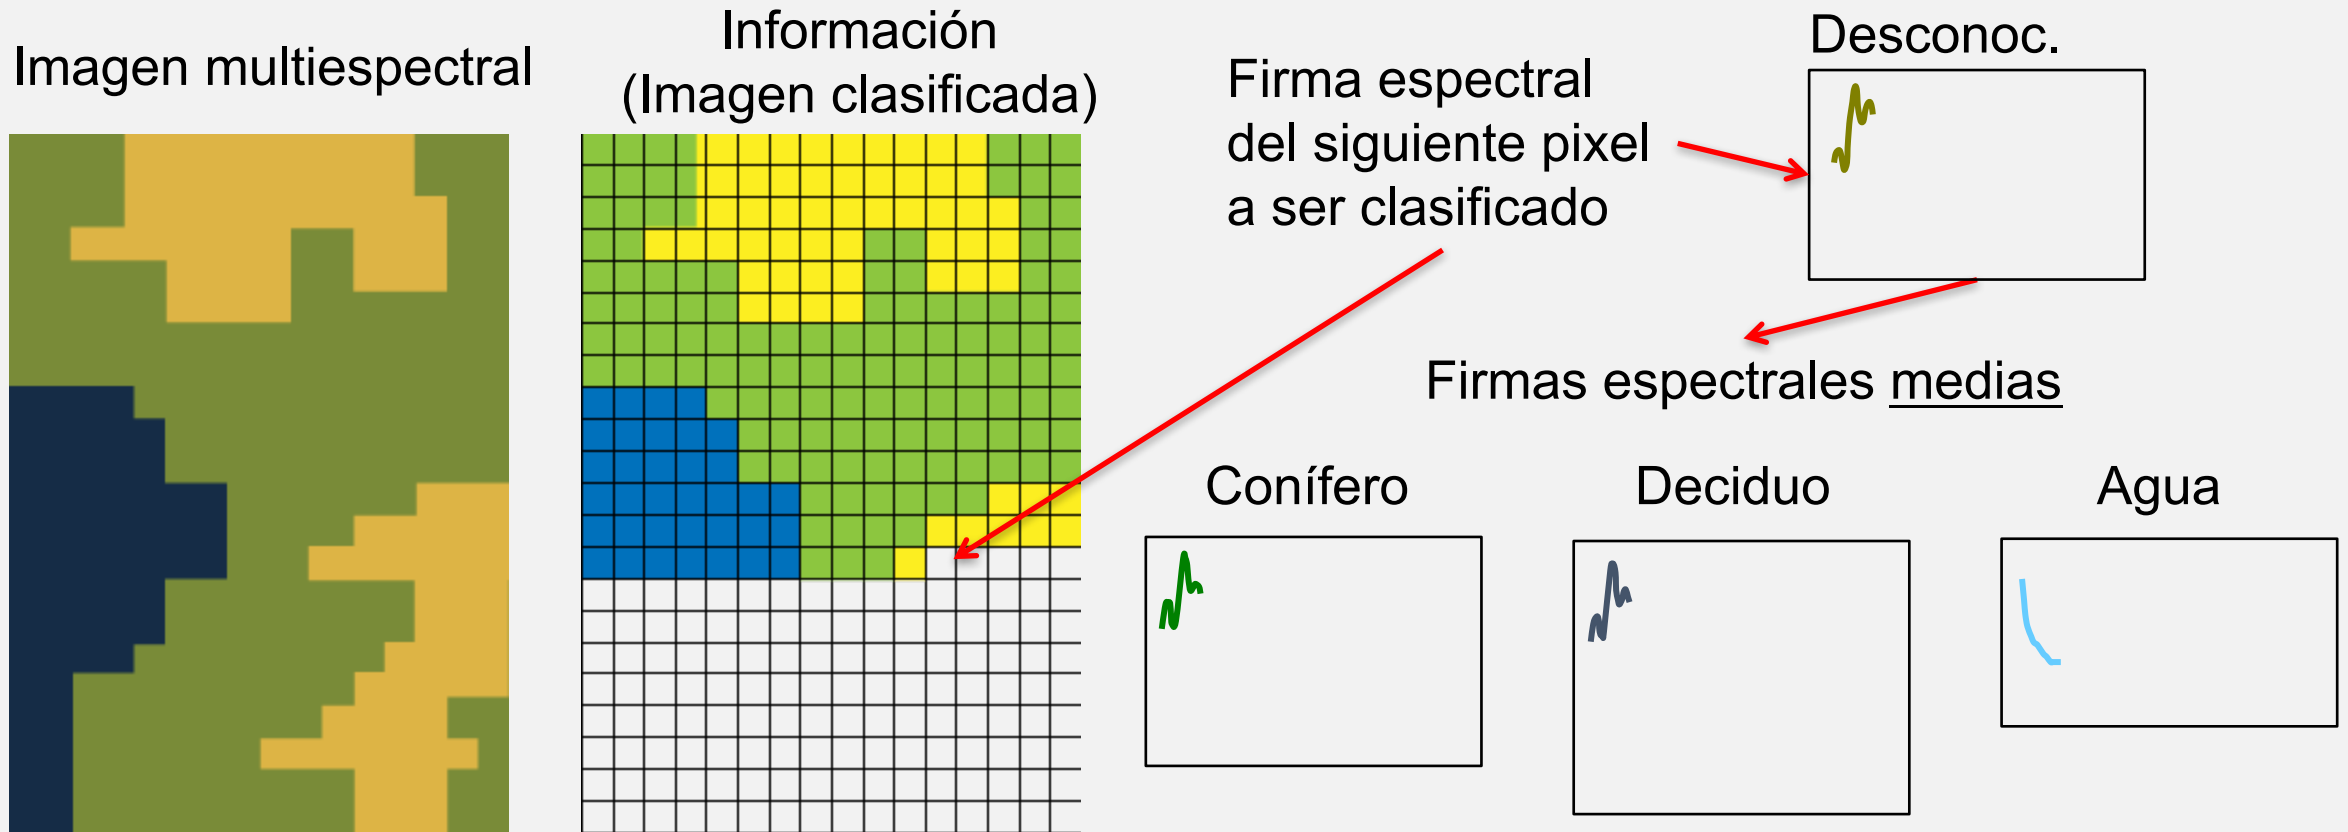 Imagen multiespectral
Información
(Imagen clasificada)
Firma espectral
del siguiente pixel
a ser clasificado
Desconoc.
Firmas espectrales medias
Conífero
Deciduo
Agua